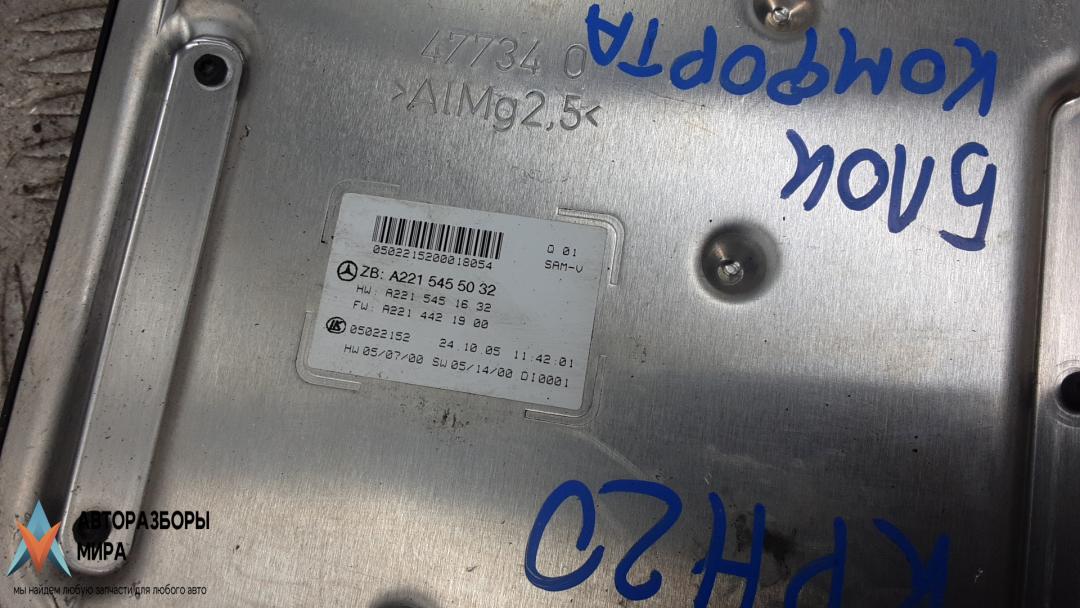 47734 0
>AlMg2,5<
БЛОК
КОМФОРТА
0502215200018054
Q 01
SAM-V
ZB: A221 545 50 32
HW: A221 545 16 32
FW: A221 442 19 00
05022152 24.10.05 11:42:01
HW 05/07/00 SW 05/14/00 D10001
КРН20
АВТОРАЗБОРЫ
МИРА
мы найдем любую запчасти для любого авто